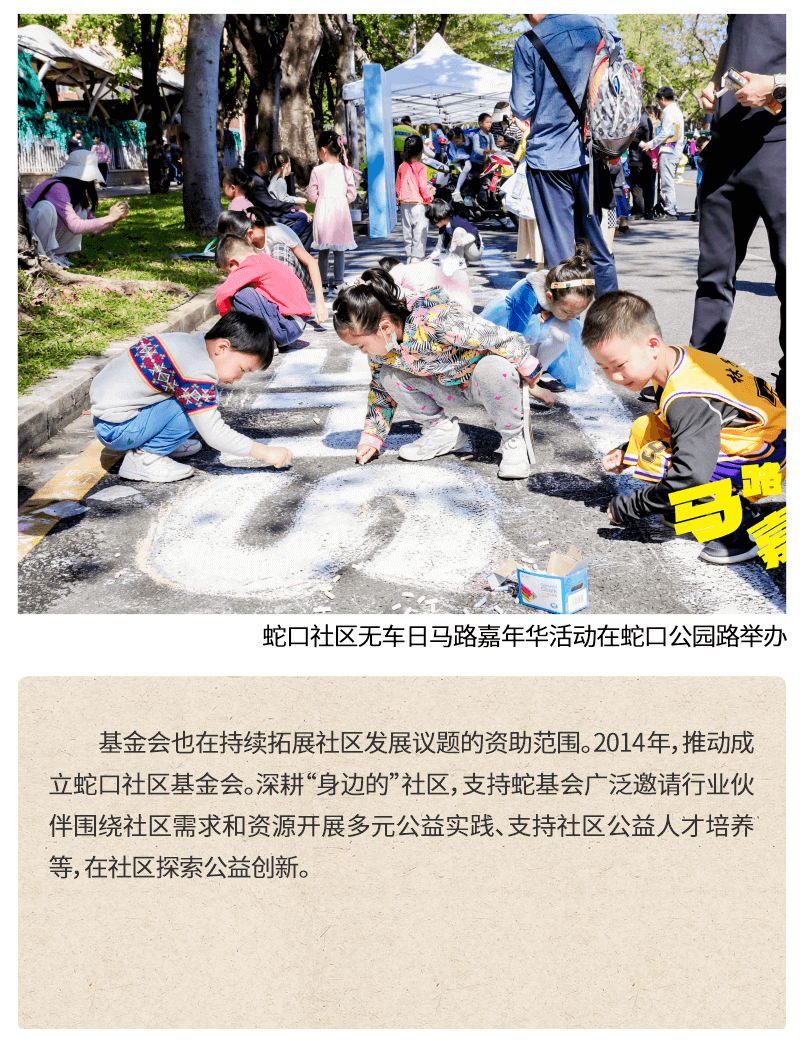 马路
嘉
蛇口社区无车日马路嘉年华活动在蛇口公园路举办
基金会也在持续拓展社区发展议题的资助范围。2014年，推动成
立蛇口社区基金会。深耕“身边的”社区，支持蛇基会广泛邀请行业伙
伴围绕社区需求和资源开展多元公益实践、支持社区公益人才培养
等，在社区探索公益创新。